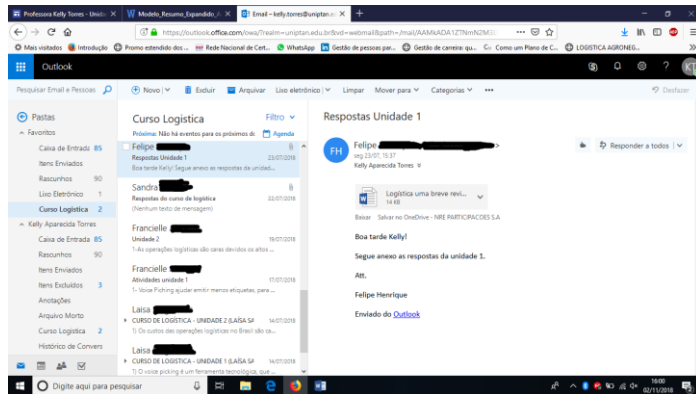 Professora Kelly Torres - Unida
Modelo_Resumo_Expandido_A
Email – kelly.torres@uniptan.e
https://outlook.office.com/owa/?realm=uniptan.edu.br&vd=webmail&path=/mail/
Mais visitados Introdução Promo estendido dos ... Rede Nacional de Cert... WhatsApp Gestão de pessoas par... Gestão de carreira: qu... Como um Plano de C... LOGISTICA AGRONEG...
Outlook
KT
Pesquisar Email e Pessoas
Novo Excluir Arquivar Lixo eletrônico Limpar Mover para Categorias Desfazer
Pastas
Favoritos
Caixa de Entrada 85
Itens Enviados
Rascunhos 90
Lixo Eletrônico 1
Curso Logistica 2
Kelly Aparecida Torres
Caixa de Entrada 85
Rascunhos 90
Itens Enviados
Itens Excluídos 3
Anotações
Arquivo Morto
Curso Logistica 2
Histórico de Convers
Curso Logistica Filtro
Próxima: Não há eventos para os próximos di Agenda
Felipe
Respostas Unidade 1 23/07/2018
Boa tarde Kelly! Segue anexo as respostas da unidad...
Sandra
Respostas do curso de logística 22/07/2018
(Nenhum texto de mensagem)
Francielle
Unidade 2 19/07/2018
1-As operações logísticas são caras devidos os altos ...
Francielle
Atividades unidade 1 17/07/2018
1- Voice Piching ajudar emitir menos etiquetas, para ...
Laisa
CURSO DE LOGÍSTICA - UNIDADE 2 (LAÍSA SA 14/07/2018
1) Os custos das operações logísticas no Brasil são ca...
Laisa
CURSO DE LOGÍSTICA - UNIDADE 1 (LAÍSA SA 14/07/2018
1) O voice picking é um ferramenta tecnológica, que ...
Respostas Unidade 1
FH
Felipe
seg 23/07, 15:37
Kelly Aparecida Torres
Responder a todos
Logística uma breve revi...
14 KB
Baixar Salvar no OneDrive - NRE PARTICIPACOES S.A
Boa tarde Kelly!
Segue anexo as respostas da unidade 1.
Att.
Felipe Henrique
Enviado do Outlook
Digite aqui para pesquisar
16:00
02/11/2018